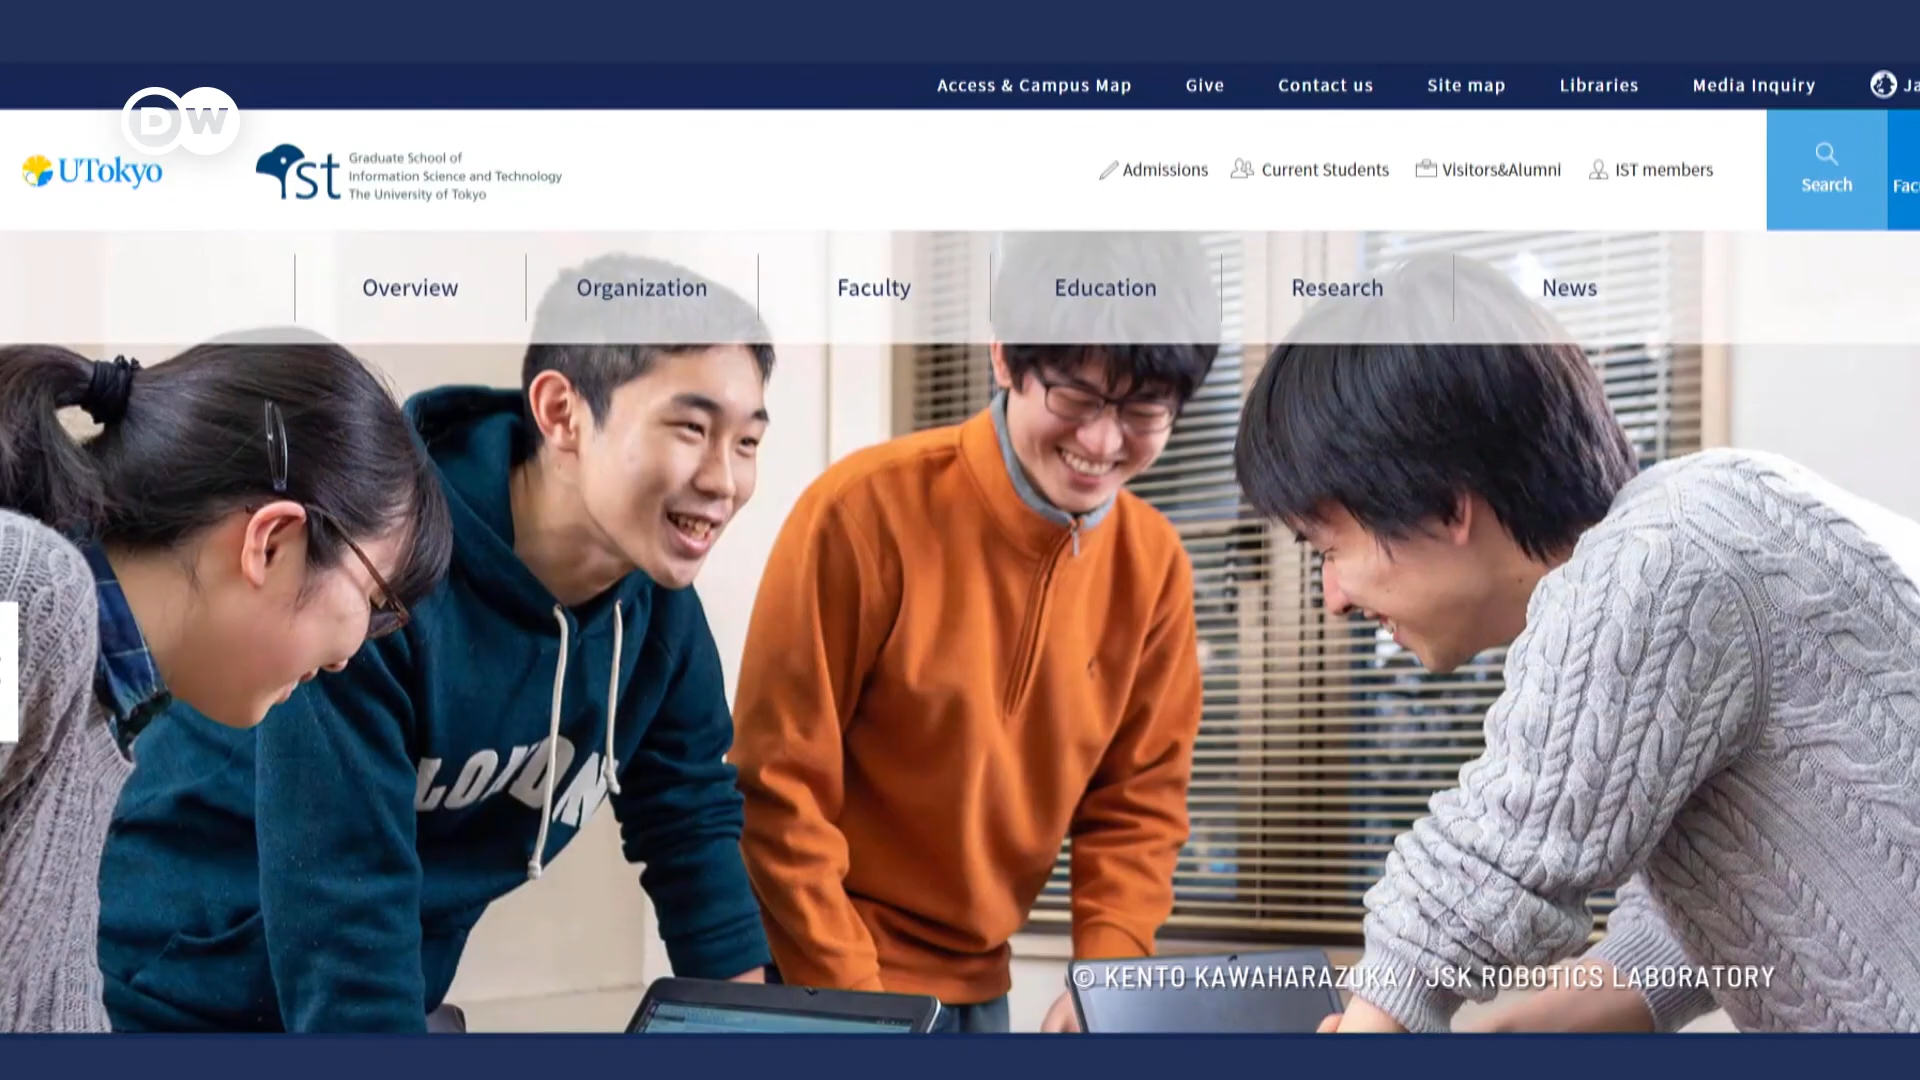 Access & Campus Map Give Contact us Site map Libraries Media Inquiry
DW
UTokyo
ist
Graduate School of
Information Science and Technology
The University of Tokyo
Admissions Current Students Visitors&Alumni IST members
Search
Overview Organization Faculty Education Research News
© KENTO KAWAHARAZUKA / JSK ROBOTICS LABORATORY